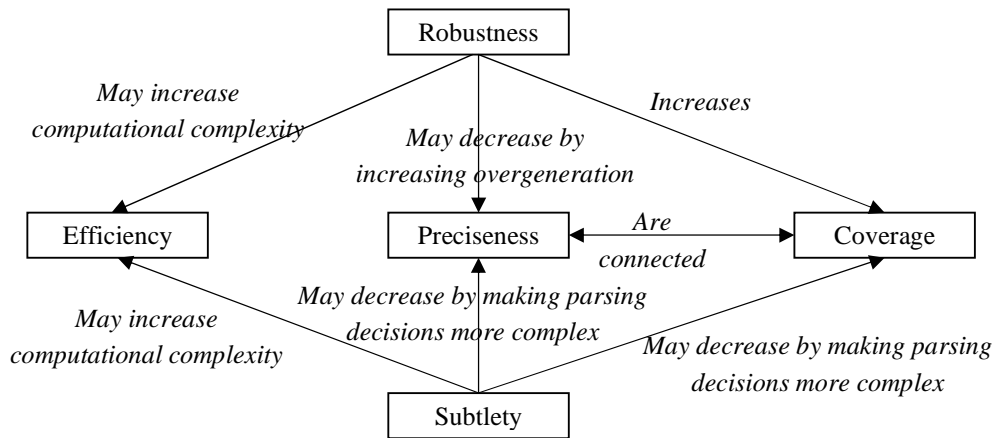 Robustness
May increase
computational complexity
Increases
May decrease by
increasing overgeneration
Efficiency
Preciseness
Are
connected
Coverage
May increase
computational complexity
May decrease by making parsing
decisions more complex
May decrease by making parsing
decisions more complex
Subtlety